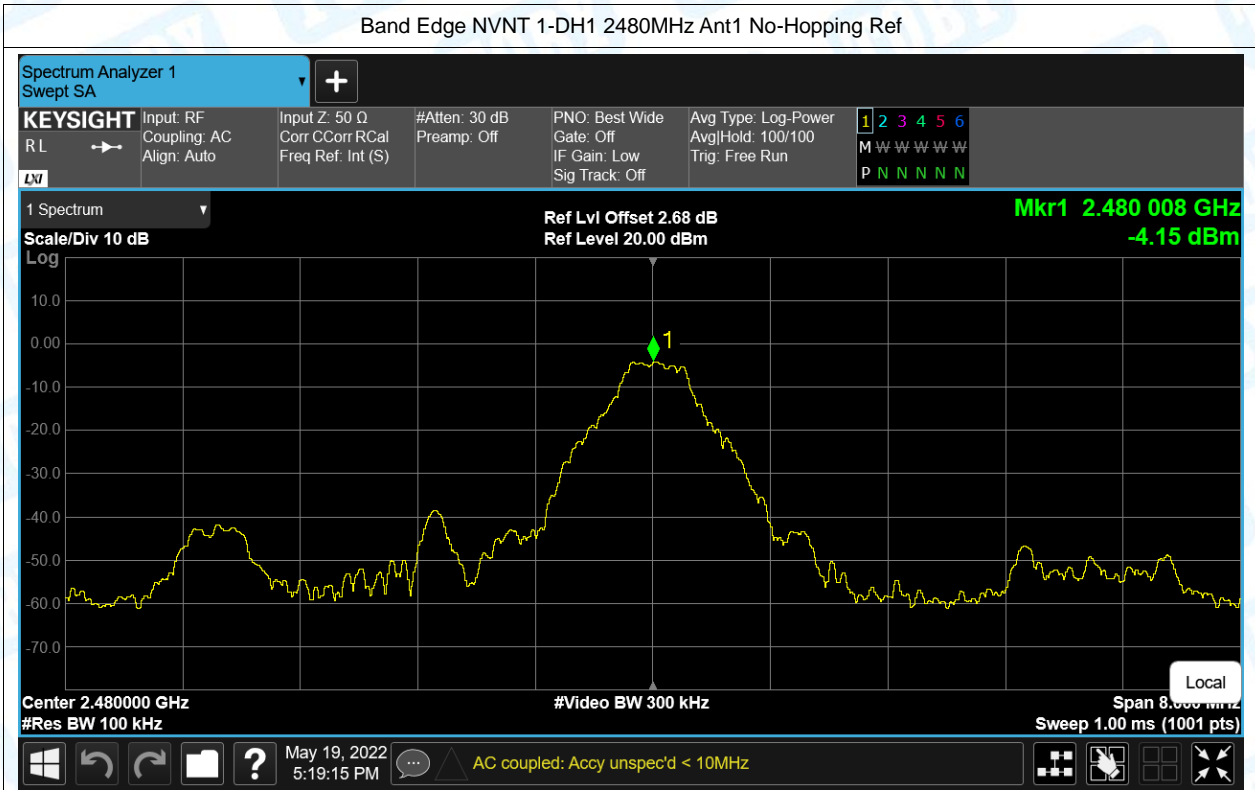 Band Edge NVNT 1-DH1 2480MHz Ant1 No-Hopping Ref
Spectrum Analyzer 1
Swept SA
+
KEYSIGHT
R L
LXI
Input: RF
Coupling: AC
Align: Auto
Input Z: 50 Ω
Corr CCorr RCal
Freq Ref: Int (S)
#Atten: 30 dB
Preamp: Off
PNO: Best Wide
Gate: Off
IF Gain: Low
Sig Track: Off
Avg Type: Log-Power
Avg|Hold: 100/100
Trig: Free Run
1 2 3 4 5 6
M W W W W W
P N N N N N
1 Spectrum
Scale/Div 10 dB
Ref Lvl Offset 2.68 dB
Ref Level 20.00 dBm
Mkr1 2.480 008 GHz
-4.15 dBm
Log
10.0
0.00
-10.0
-20.0
-30.0
-40.0
-50.0
-60.0
-70.0
1
Local
Center 2.480000 GHz
#Video BW 300 kHz
Span 8.000 MHz
#Res BW 100 kHz
Sweep 1.00 ms (1001 pts)
?
May 19, 2022
5:19:15 PM
AC coupled: Accy unspec'd < 10MHz